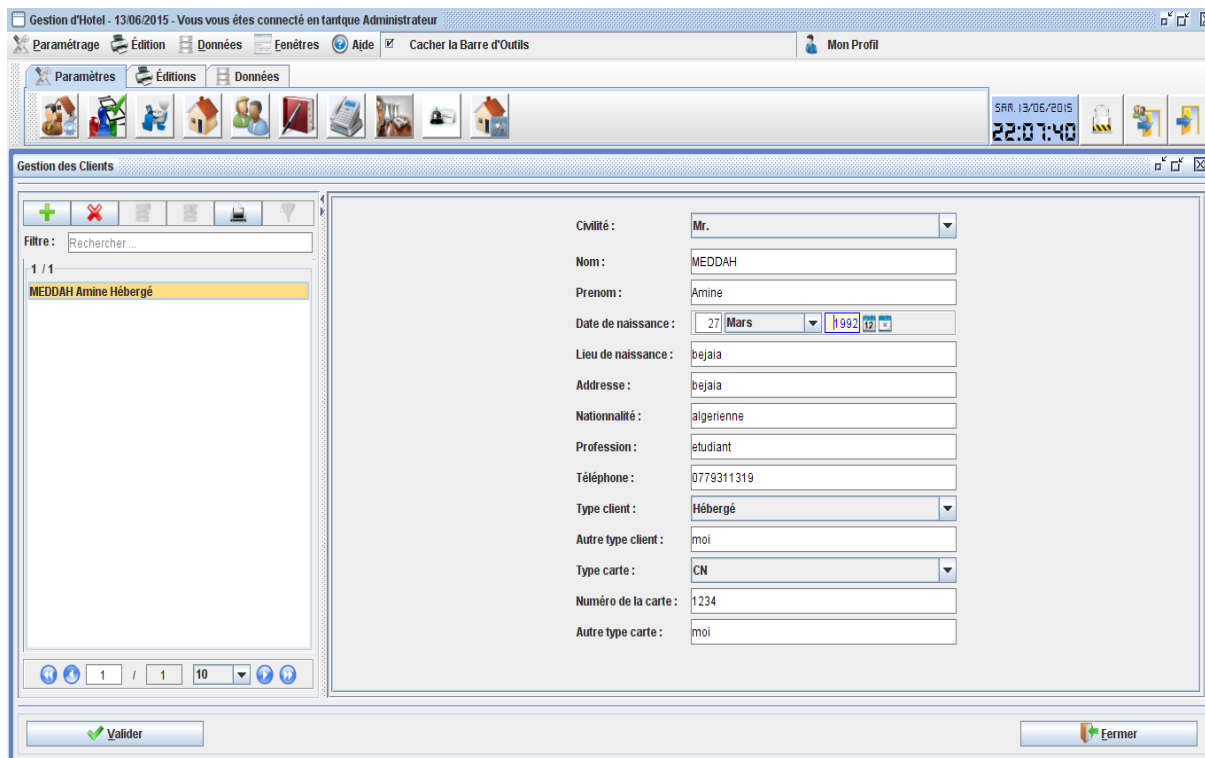 Gestion d'Hotel - 13/06/2015 - Vous vous êtes connecté en tantque Administrateur
Paramétrage Édition Données Fenêtres Aide Cacher la Barre d'Outils Mon Profil
Paramètres Éditions Données
SAM. 13/06/2015
22:07:40
Gestion des Clients
Filtre : Rechercher ...
1 / 1
MEDDAH Amine Hébergé
Civilité : Mr.
Nom : MEDDAH
Prenom : Amine
Date de naissance : 27 Mars 1992 12
Lieu de naissance : bejaia
Addresse : bejaia
Nationnalité : algerienne
Profession : etudiant
Téléphone : 0779311319
Type client : Hébergé
Autre type client : moi
Type carte : CN
Numéro de la carte : 1234
Autre type carte : moi
1 / 1 10
Valider Fermer